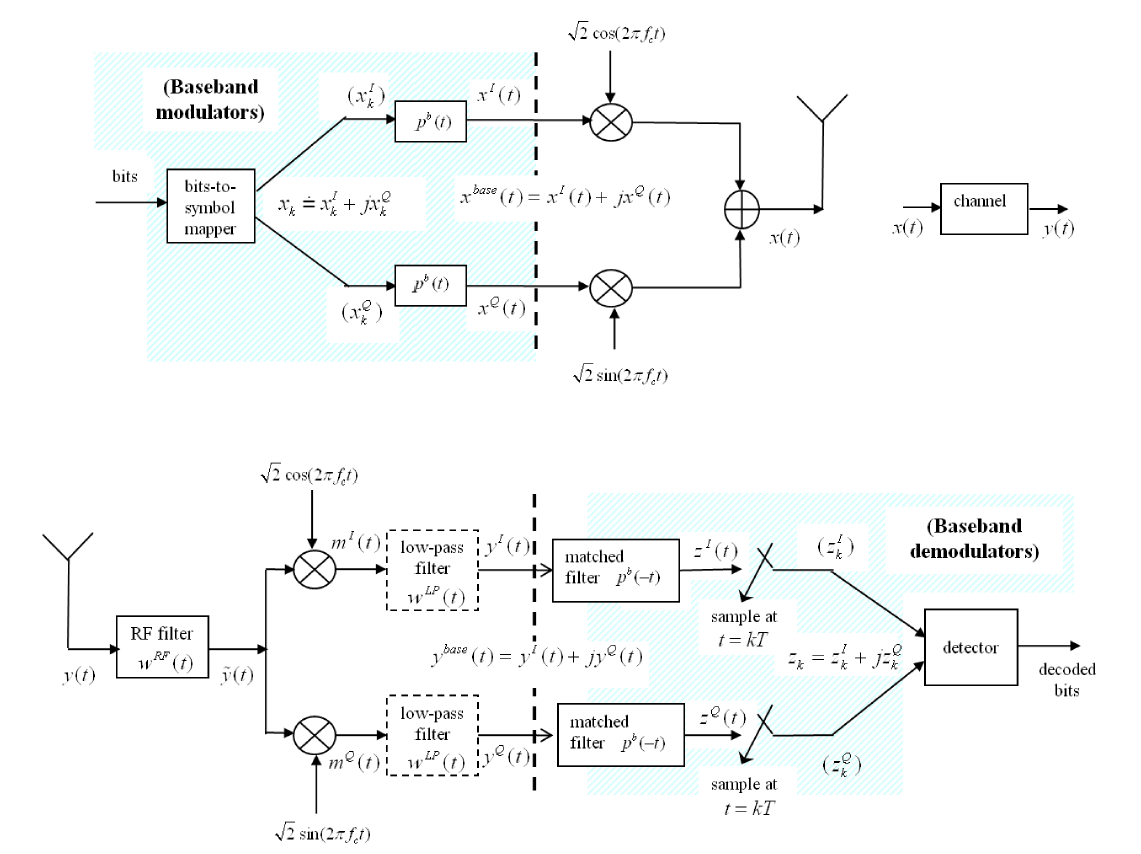 √2 cos(2πf_c t)
(Baseband
modulators)
(x_k^I)
p^b(t)
x^I(t)
bits
bits-to-
symbol
mapper
x_k ≐ x_k^I + jx_k^Q
x^{base}(t) = x^I(t) + jx^Q(t)
x(t)
x(t)
channel
y(t)
p^b(t)
(x_k^Q)
x^Q(t)
√2 sin(2πf_c t)
√2 cos(2πf_c t)
m^I(t)
low-pass
filter
w^{LP}(t)
y^I(t)
matched
filter p^b(−t)
z^I(t)
(z_k^I)
(Baseband
demodulators)
sample at
t = kT
y(t)
RF filter
w^{RF}(t)
ỹ(t)
y^{base}(t) = y^I(t) + jy^Q(t)
z_k = z_k^I + jz_k^Q
detector
decoded
bits
m^Q(t)
low-pass
filter
w^{LP}(t)
y^Q(t)
matched
filter p^b(−t)
z^Q(t)
(z_k^Q)
sample at
t = kT
√2 sin(2πf_c t)